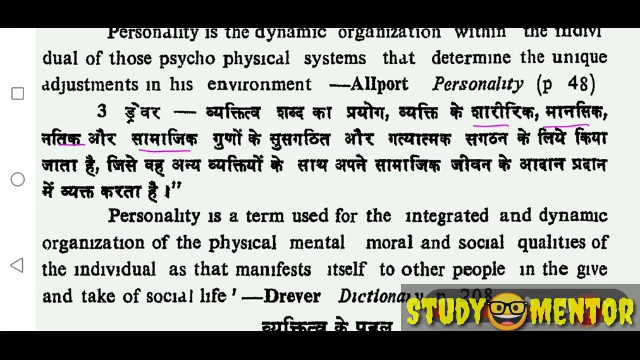 Personality is the dynamic organization within the indivi
dual of those psycho physical systems that determine the unique
adjustments in his environment —Allport Personality (p 48)
3 ड्रेवर — व्यक्तित्व शब्द का प्रयोग, व्यक्ति के शारीरिक, मानसिक,
नतिक और सामाजिक गुणों के सुसगठित और गत्यात्मक सगठन के लिये किया
जाता है, जिसे वह अन्य व्यक्तियों के साथ अपने सामाजिक जीवन के आदान प्रदान
में व्यक्त करता है।”
Personality is a term used for the integrated and dynamic
organization of the physical mental moral and social qualities of
the individual as that manifests itself to other people in the give
and take of social life ' —Drever Dictionary p 208
व्यक्तित्व के पहलू
STUDY MENTOR